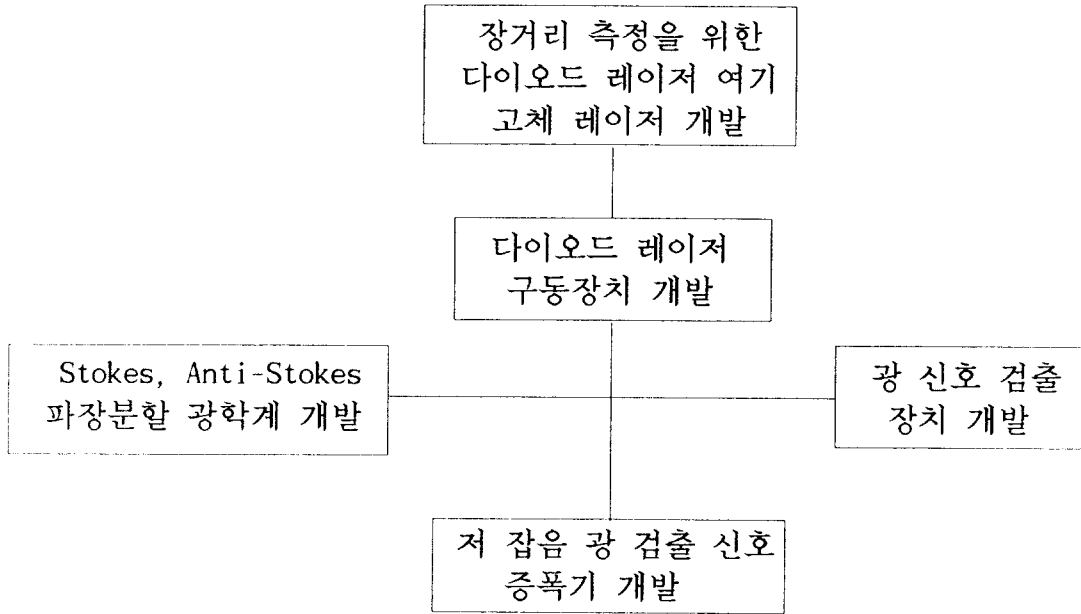 장거리 측정을 위한
다이오드 레이저 여기
고체 레이저 개발
다이오드 레이저
구동장치 개발
Stokes, Anti-Stokes
파장분할 광학계 개발
광 신호 검출
장치 개발
저 잡음 광 검출 신호
증폭기 개발